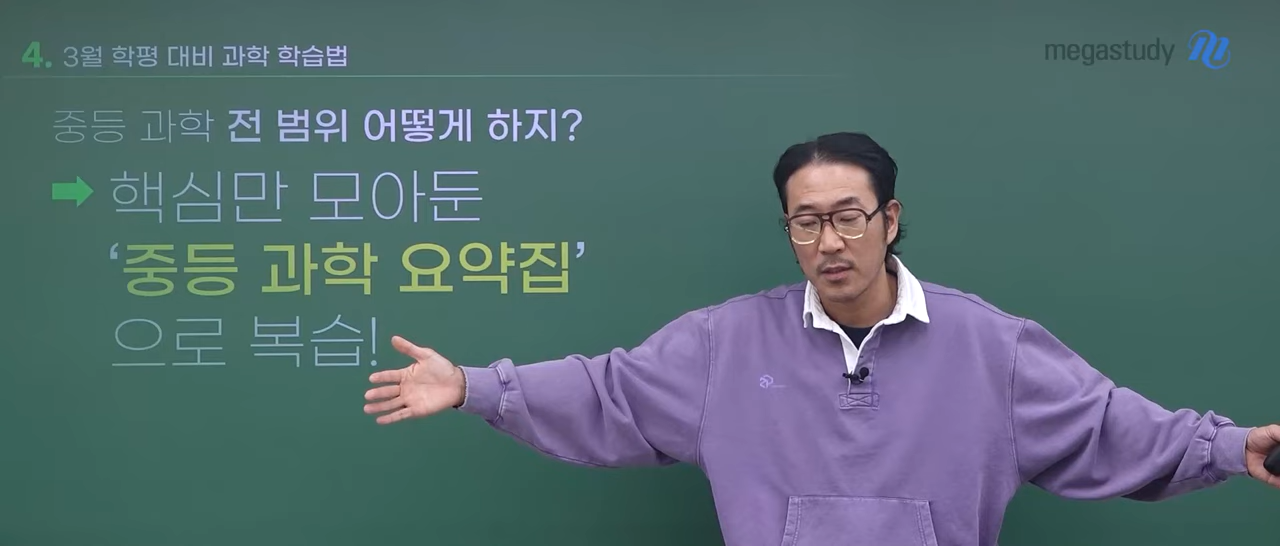 4. 3월 학평 대비 과학 학습법
megastudy
중등 과학 전 범위 어떻게 하지?
핵심만 모아둔
‘중등 과학 요약집’
으로 복습!